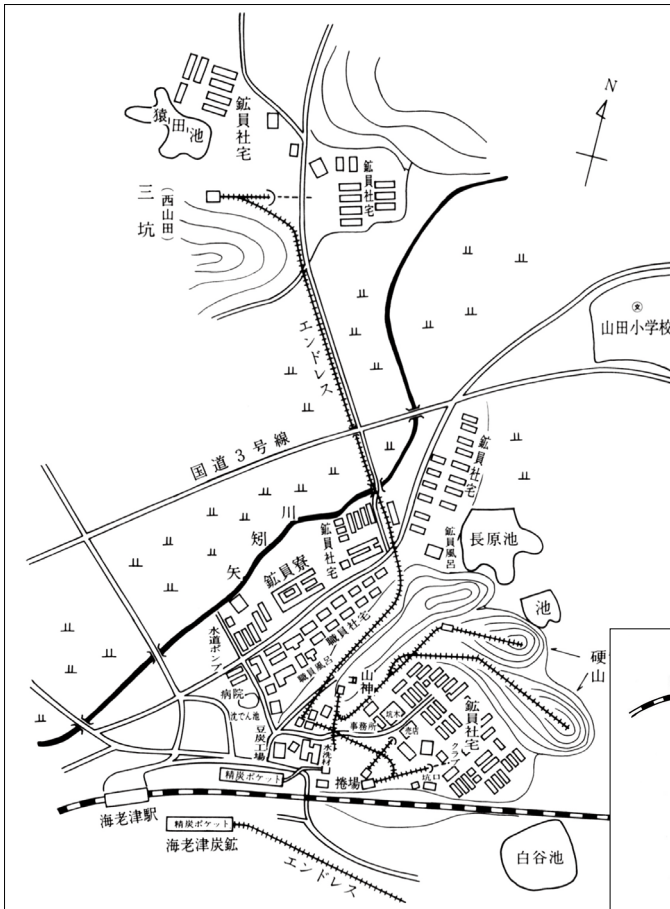 N
猿田池
鉱員社宅
三坑
(西山田)
鉱員社宅
エンドレス
文
山田小学校
国道3号線
鉱員社宅
矢矧川
鉱員社宅
鉱員寮
鉱員風呂
長原池
池
水道ポンプ
職員社宅
職員風呂
病院
沈でん池
山神
硬山
鉱員社宅
坑木
事務所
売店
豆炭工場
水洗材
クラブ
坑口
捲場
精炭ポケット
海老津駅
精炭ポケット
海老津炭鉱
エンドレス
白谷池